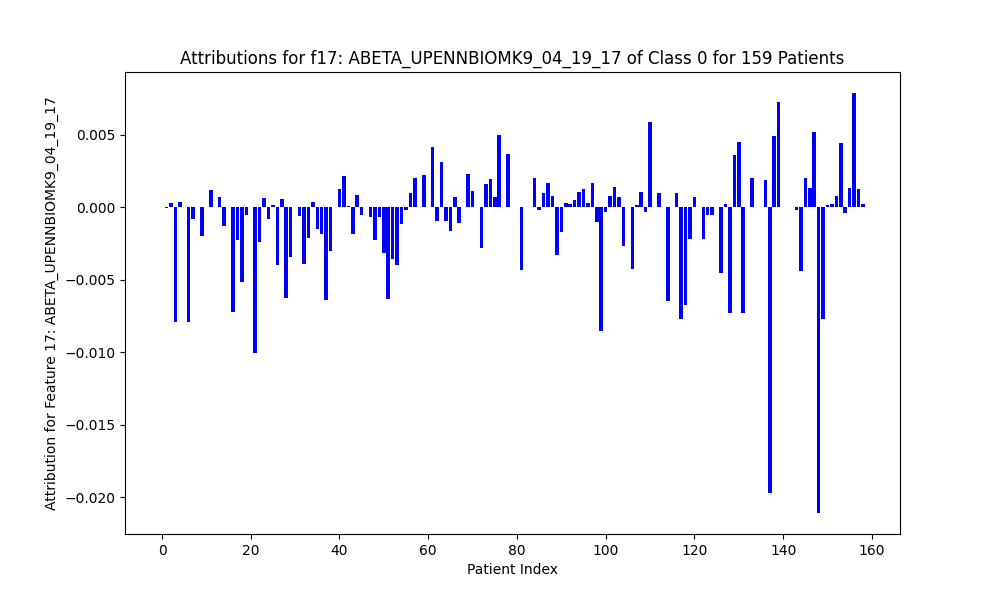 Attributions for f17: ABETA_UPENNBIOMK9_04_19_17 of Class 0 for 159 Patients
Attribution for Feature 17: ABETA_UPENNBIOMK9_04_19_17
0.005
0.000
−0.005
−0.010
−0.015
−0.020
0 20 40 60 80 100 120 140 160
Patient Index